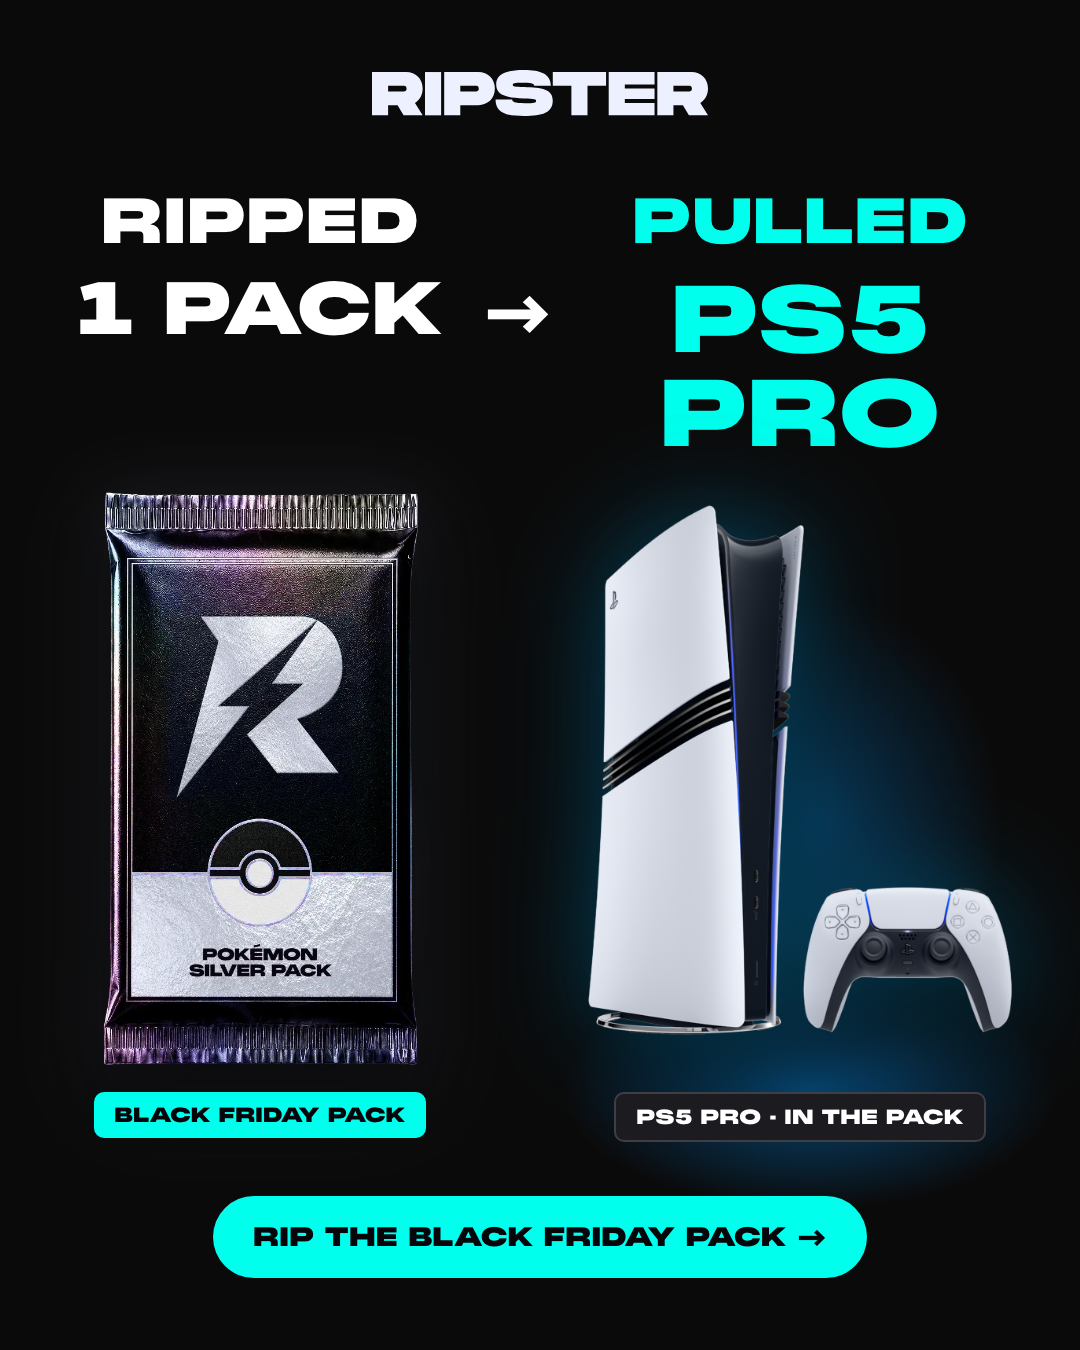 RIPSTER
RIPPED
1 PACK →
PULLED
PS5
PRO
POKÉMON
SILVER PACK
BLACK FRIDAY PACK
PS5 PRO · IN THE PACK
RIP THE BLACK FRIDAY PACK →